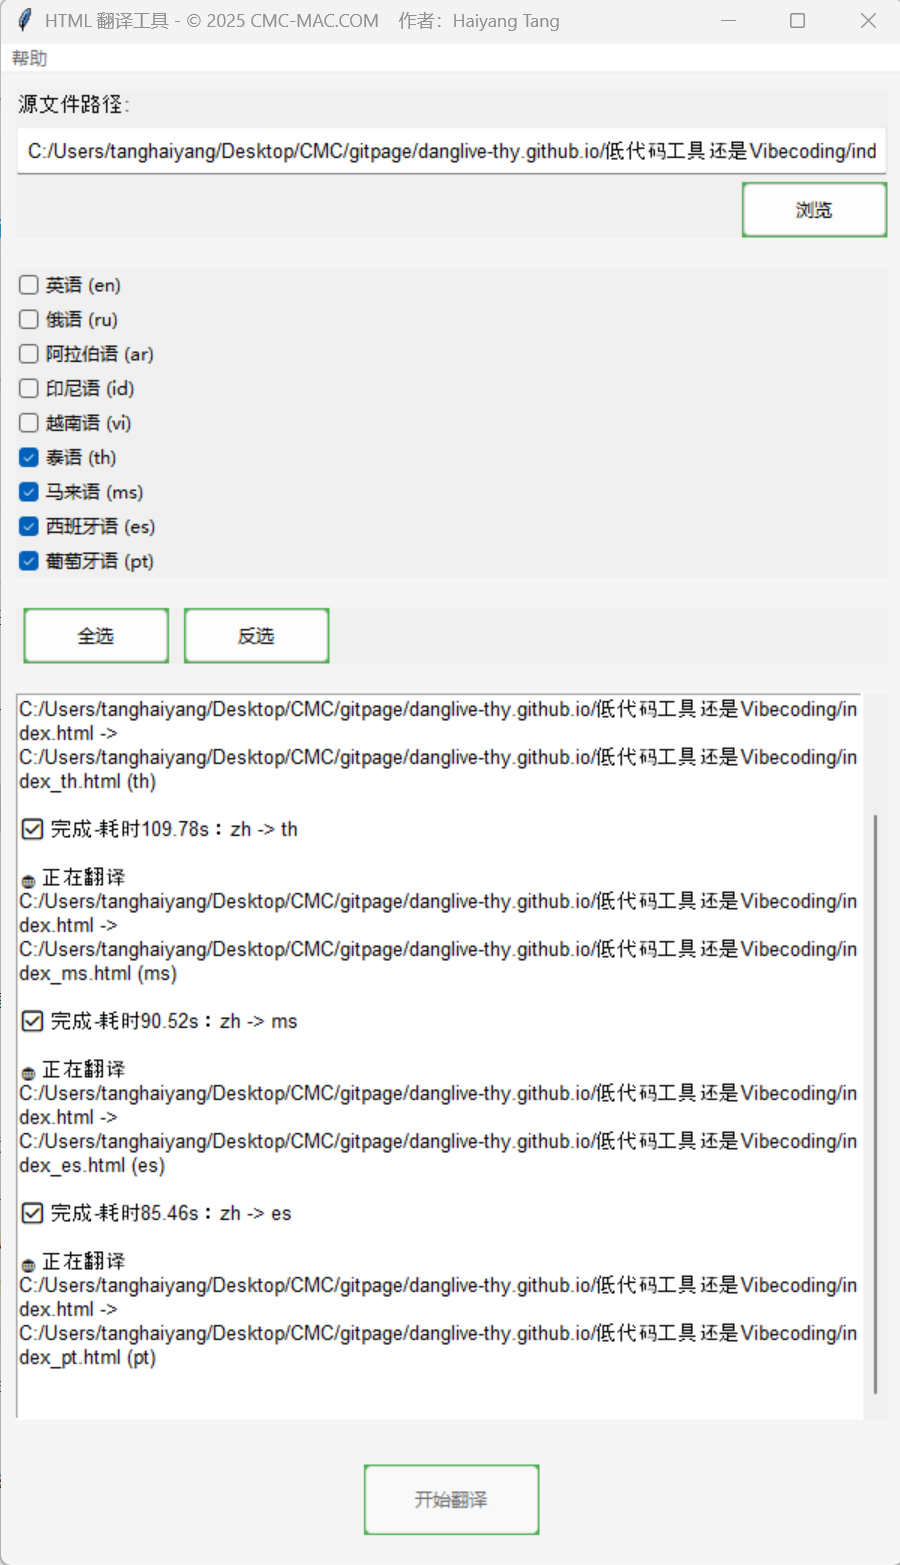 HTML 翻译工具 - © 2025 CMC-MAC.COM 作者：Haiyang Tang
帮助
源文件路径：
C:/Users/tanghaiyang/Desktop/CMC/gitpage/danglive-thy.github.io/低代码工具还是Vibecoding/ind
浏览
英语 (en)
俄语 (ru)
阿拉伯语 (ar)
印尼语 (id)
越南语 (vi)
泰语 (th)
马来语 (ms)
西班牙语 (es)
葡萄牙语 (pt)
全选 反选
C:/Users/tanghaiyang/Desktop/CMC/gitpage/danglive-thy.github.io/低代码工具还是Vibecoding/in
dex.html ->
C:/Users/tanghaiyang/Desktop/CMC/gitpage/danglive-thy.github.io/低代码工具还是Vibecoding/in
dex_th.html (th)
完成-耗时109.78s：zh -> th
正在翻译
C:/Users/tanghaiyang/Desktop/CMC/gitpage/danglive-thy.github.io/低代码工具还是Vibecoding/in
dex.html ->
C:/Users/tanghaiyang/Desktop/CMC/gitpage/danglive-thy.github.io/低代码工具还是Vibecoding/in
dex_ms.html (ms)
完成-耗时90.52s：zh -> ms
正在翻译
C:/Users/tanghaiyang/Desktop/CMC/gitpage/danglive-thy.github.io/低代码工具还是Vibecoding/in
dex.html ->
C:/Users/tanghaiyang/Desktop/CMC/gitpage/danglive-thy.github.io/低代码工具还是Vibecoding/in
dex_es.html (es)
完成-耗时85.46s：zh -> es
正在翻译
C:/Users/tanghaiyang/Desktop/CMC/gitpage/danglive-thy.github.io/低代码工具还是Vibecoding/in
dex.html ->
C:/Users/tanghaiyang/Desktop/CMC/gitpage/danglive-thy.github.io/低代码工具还是Vibecoding/in
dex_pt.html (pt)
开始翻译